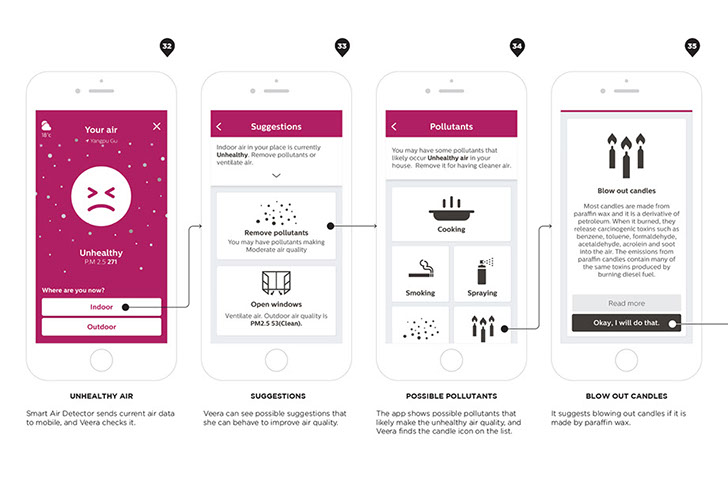 32
33
34
35
18°c
Your air
Yangpu Qu
Unhealthy
P.M 2.5 271
Where are you now?
Indoor
Outdoor
Suggestions
Indoor air in your place is currently
Unhealthy. Remove pollutants or
ventilate air.
Remove pollutants
You may have pollutants making
Moderate air quality
Open windows
Ventilate air. Outdoor air quality is
PM2.5 53(Clean).
Pollutants
You may have some pollutants that
likely occur Unhealthy air in your
house. Remove it for having cleaner air.
Cooking
Smoking
Spraying
Blow out candles
Most candles are made from
paraffin wax and it is a derivative of
petroleum. When it burned, they
release carcinogenic toxins such as
benzene, toluene, formaldehyde,
acetaldehyde, acrolein and soot
into the air. The emissions from
paraffin candles contain many of
the same toxins produced by
burning diesel fuel.
Read more
Okay, I will do that.
UNHEALTHY AIR
Smart Air Detector sends current air data
to mobile, and Veera checks it.
SUGGESTIONS
Veera can see possible suggestions that
she can behave to improve air quality.
POSSIBLE POLLUTANTS
The app shows possible pollutants that
likely make the unhealthy air quality, and
Veera finds the candle icon on the list.
BLOW OUT CANDLES
It suggests blowing out candles if it is
made by paraffin wax.